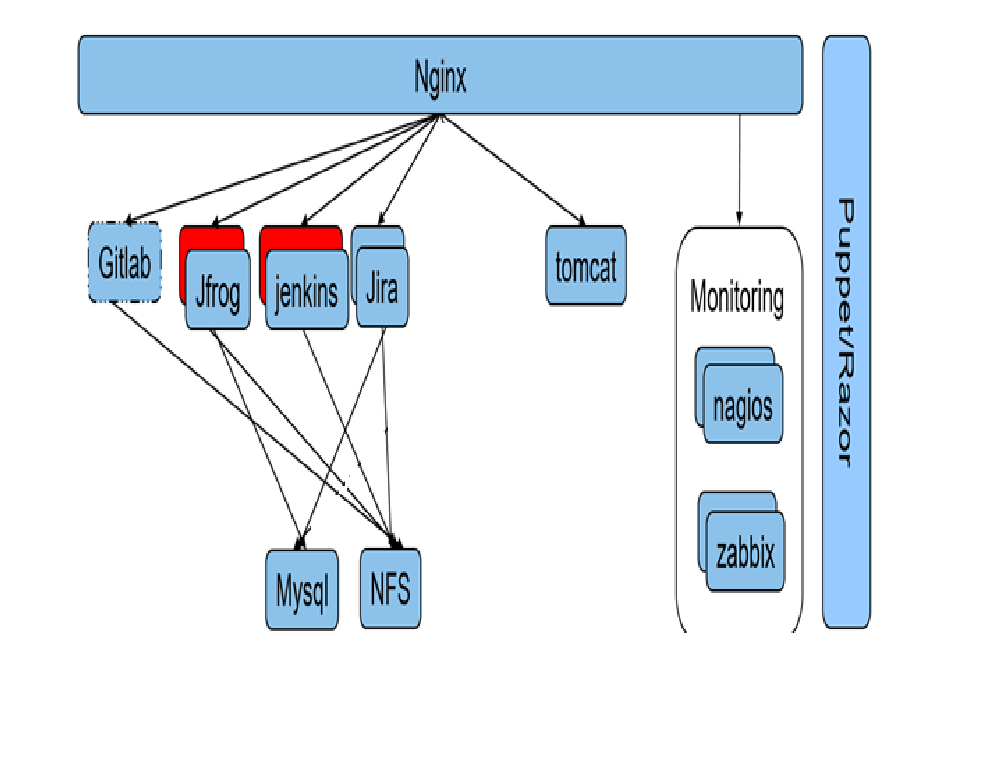 Nginx
Gitlab
Jfrog
jenkins
Jira
tomcat
Monitoring
nagios
zabbix
Mysql
NFS
Puppet/Razor